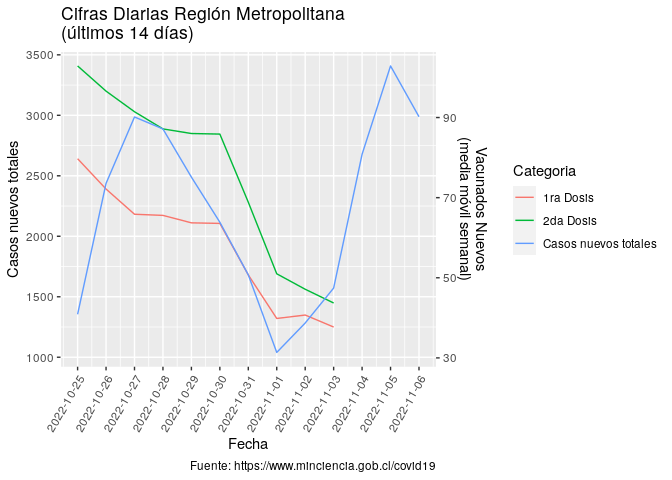 Cifras Diarias Región Metropolitana
(últimos 14 días)
Casos nuevos totales
3500
3000
2500
2000
1500
1000
90
70
50
30
Vacunados Nuevos
(media móvil semanal)
2022-10-25
2022-10-26
2022-10-27
2022-10-28
2022-10-29
2022-10-30
2022-10-31
2022-11-01
2022-11-02
2022-11-03
2022-11-04
2022-11-05
2022-11-06
Fecha
Categoria
1ra Dosis
2da Dosis
Casos nuevos totales
Fuente: https://www.minciencia.gob.cl/covid19